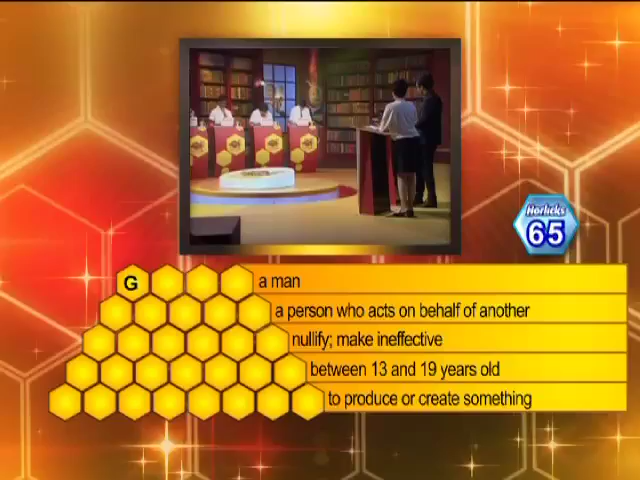 Horlicks
65
G a man
a person who acts on behalf of another
nullify; make ineffective
between 13 and 19 years old
to produce or create something